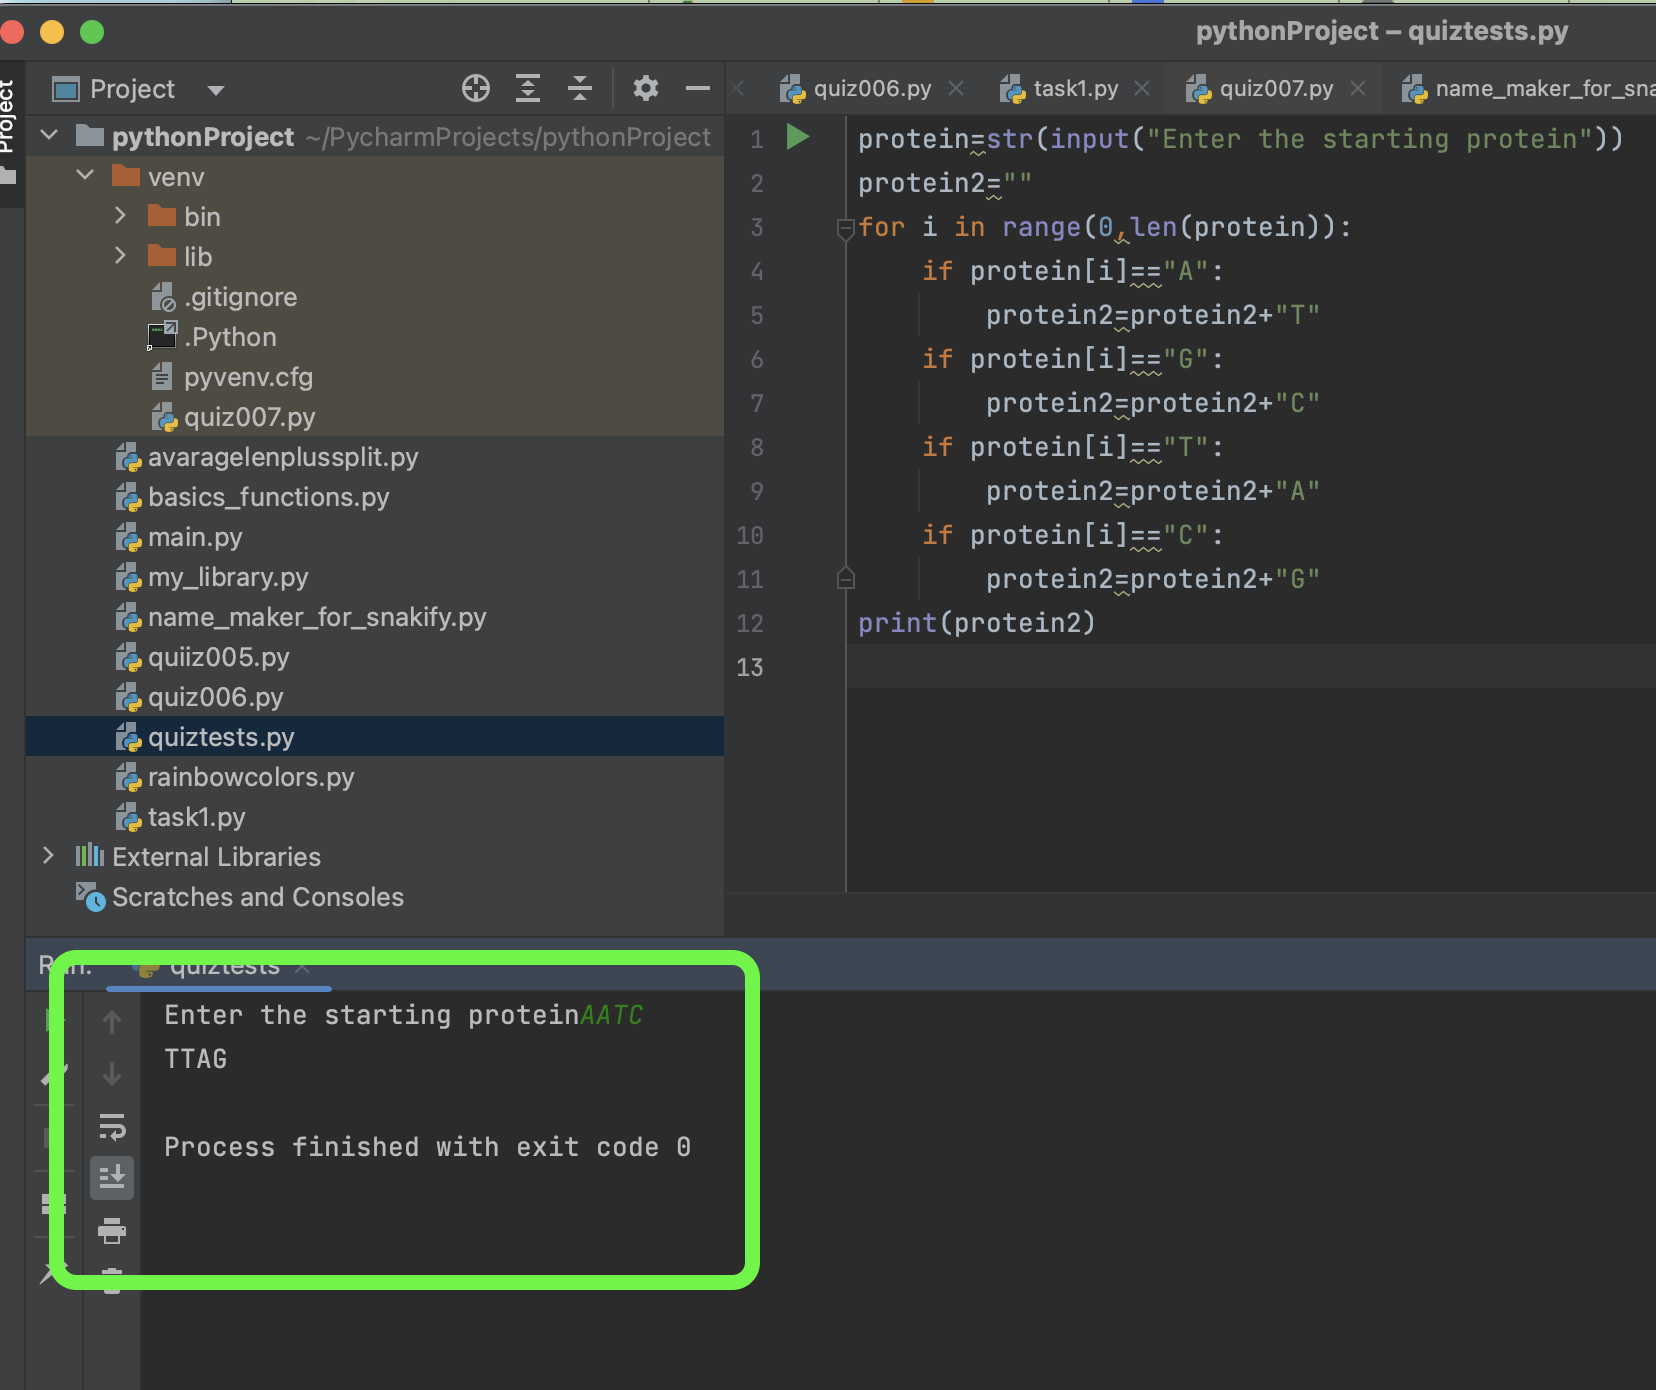 pythonProject – quiztests.py
Project
Project
quiz006.py
task1.py
quiz007.py
name_maker_for_sna
pythonProject ~/PycharmProjects/pythonProject
venv
bin
lib
.gitignore
.Python
pyvenv.cfg
quiz007.py
avaragelenplussplit.py
basics_functions.py
main.py
my_library.py
name_maker_for_snakify.py
quiiz005.py
quiz006.py
quiztests.py
rainbowcolors.py
task1.py
External Libraries
Scratches and Consoles
1 protein=str(input("Enter the starting protein"))
2 protein2=""
3 for i in range(0,len(protein)):
4 if protein[i]=="A":
5 protein2=protein2+"T"
6 if protein[i]=="G":
7 protein2=protein2+"C"
8 if protein[i]=="T":
9 protein2=protein2+"A"
10 if protein[i]=="C":
11 protein2=protein2+"G"
12 print(protein2)
13
Run: quiztests
Enter the starting proteinAATC
TTAG
Process finished with exit code 0